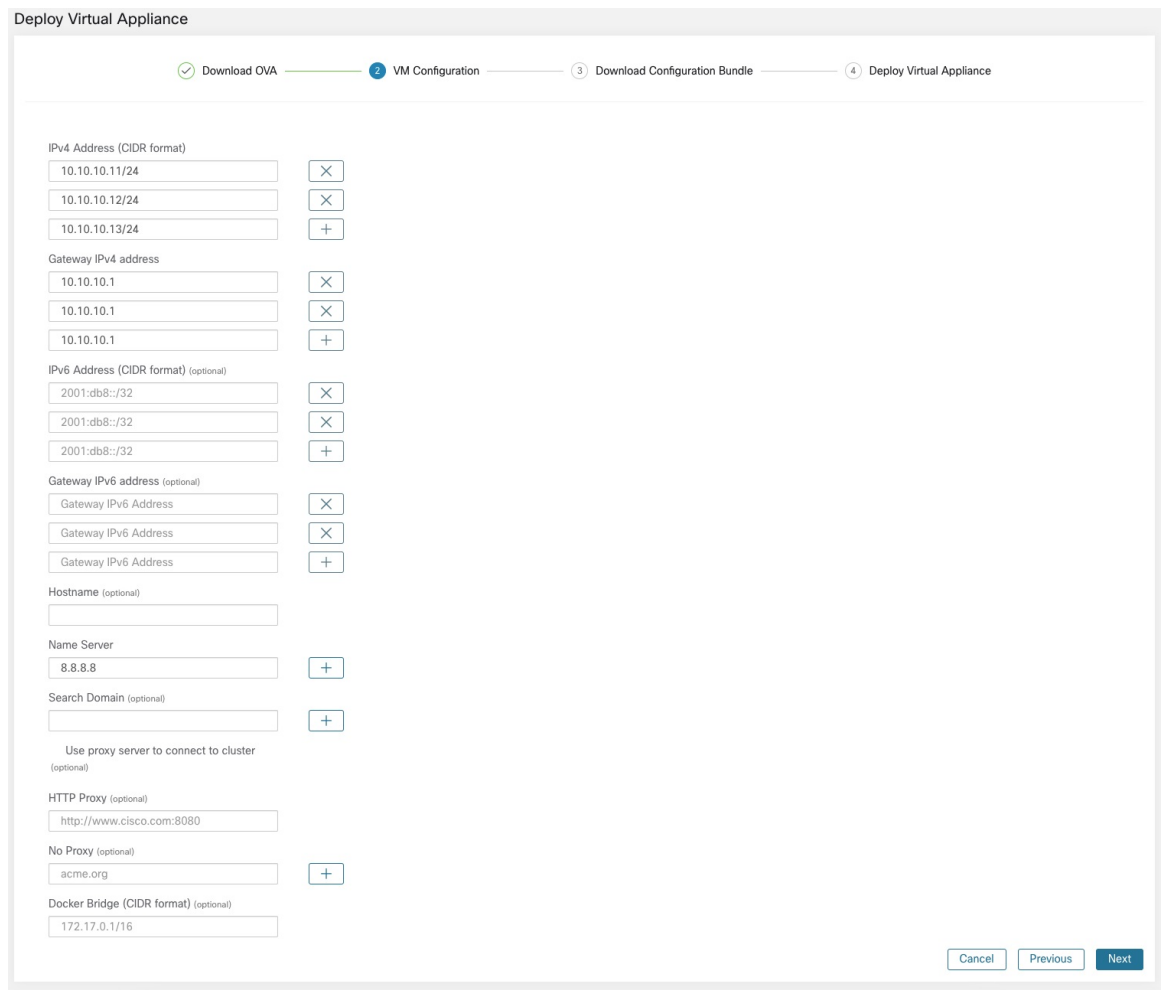 Deploy Virtual Appliance
Download OVA 2 VM Configuration 3 Download Configuration Bundle 4 Deploy Virtual Appliance
IPv4 Address (CIDR format)
10.10.10.11/24
10.10.10.12/24
10.10.10.13/24
Gateway IPv4 address
10.10.10.1
10.10.10.1
10.10.10.1
IPv6 Address (CIDR format) (optional)
2001:db8::/32
2001:db8::/32
2001:db8::/32
Gateway IPv6 address (optional)
Gateway IPv6 Address
Gateway IPv6 Address
Gateway IPv6 Address
Hostname (optional)
Name Server
8.8.8.8
Search Domain (optional)
Use proxy server to connect to cluster
(optional)
HTTP Proxy (optional)
http://www.cisco.com:8080
No Proxy (optional)
acme.org
Docker Bridge (CIDR format) (optional)
172.17.0.1/16
Cancel Previous Next